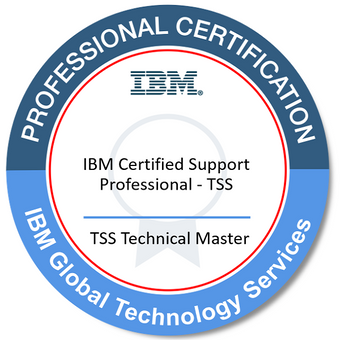 PROFESSIONAL CERTIFICATION
IBM®
IBM Certified Support
Professional - TSS
TSS Technical Master
IBM Global Technology Services